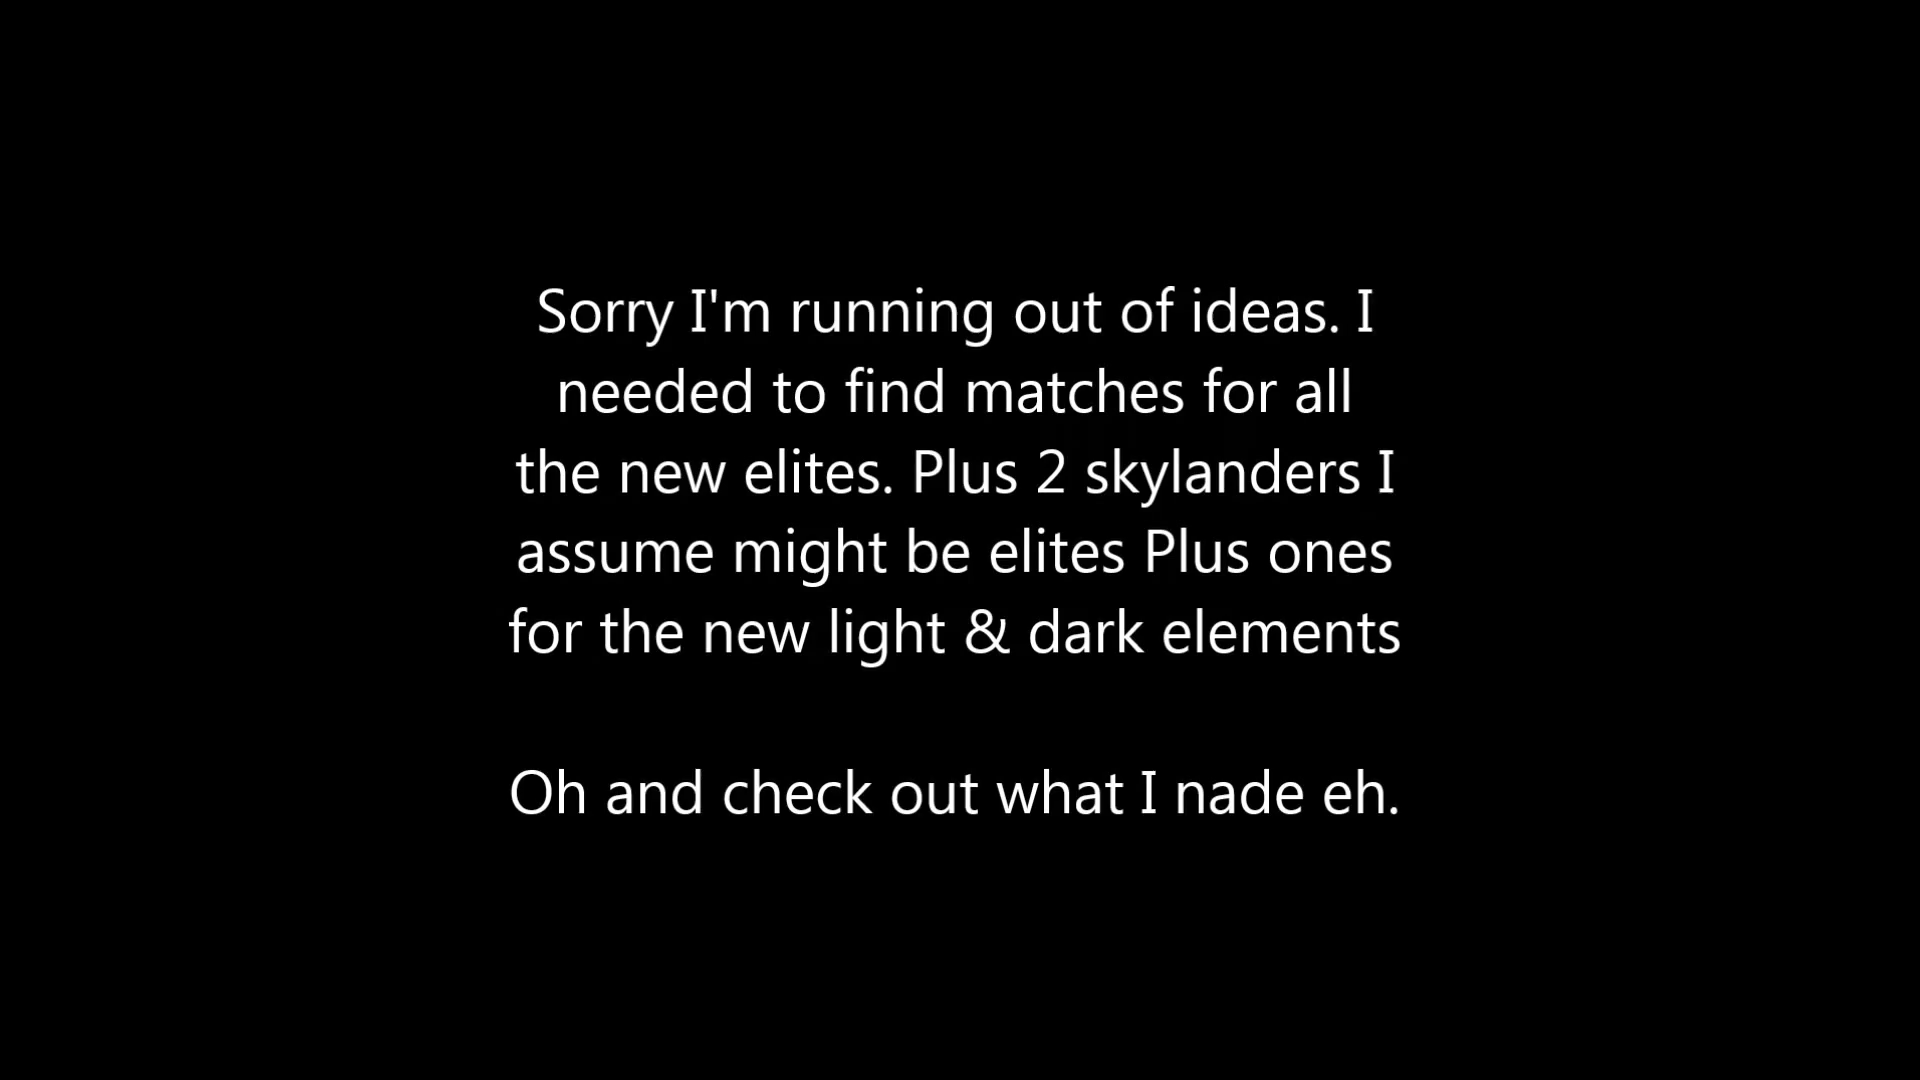 Sorry I'm running out of ideas. I
needed to find matches for all
the new elites. Plus 2 skylanders I
assume might be elites Plus ones
for the new light & dark elements
Oh and check out what I nade eh.